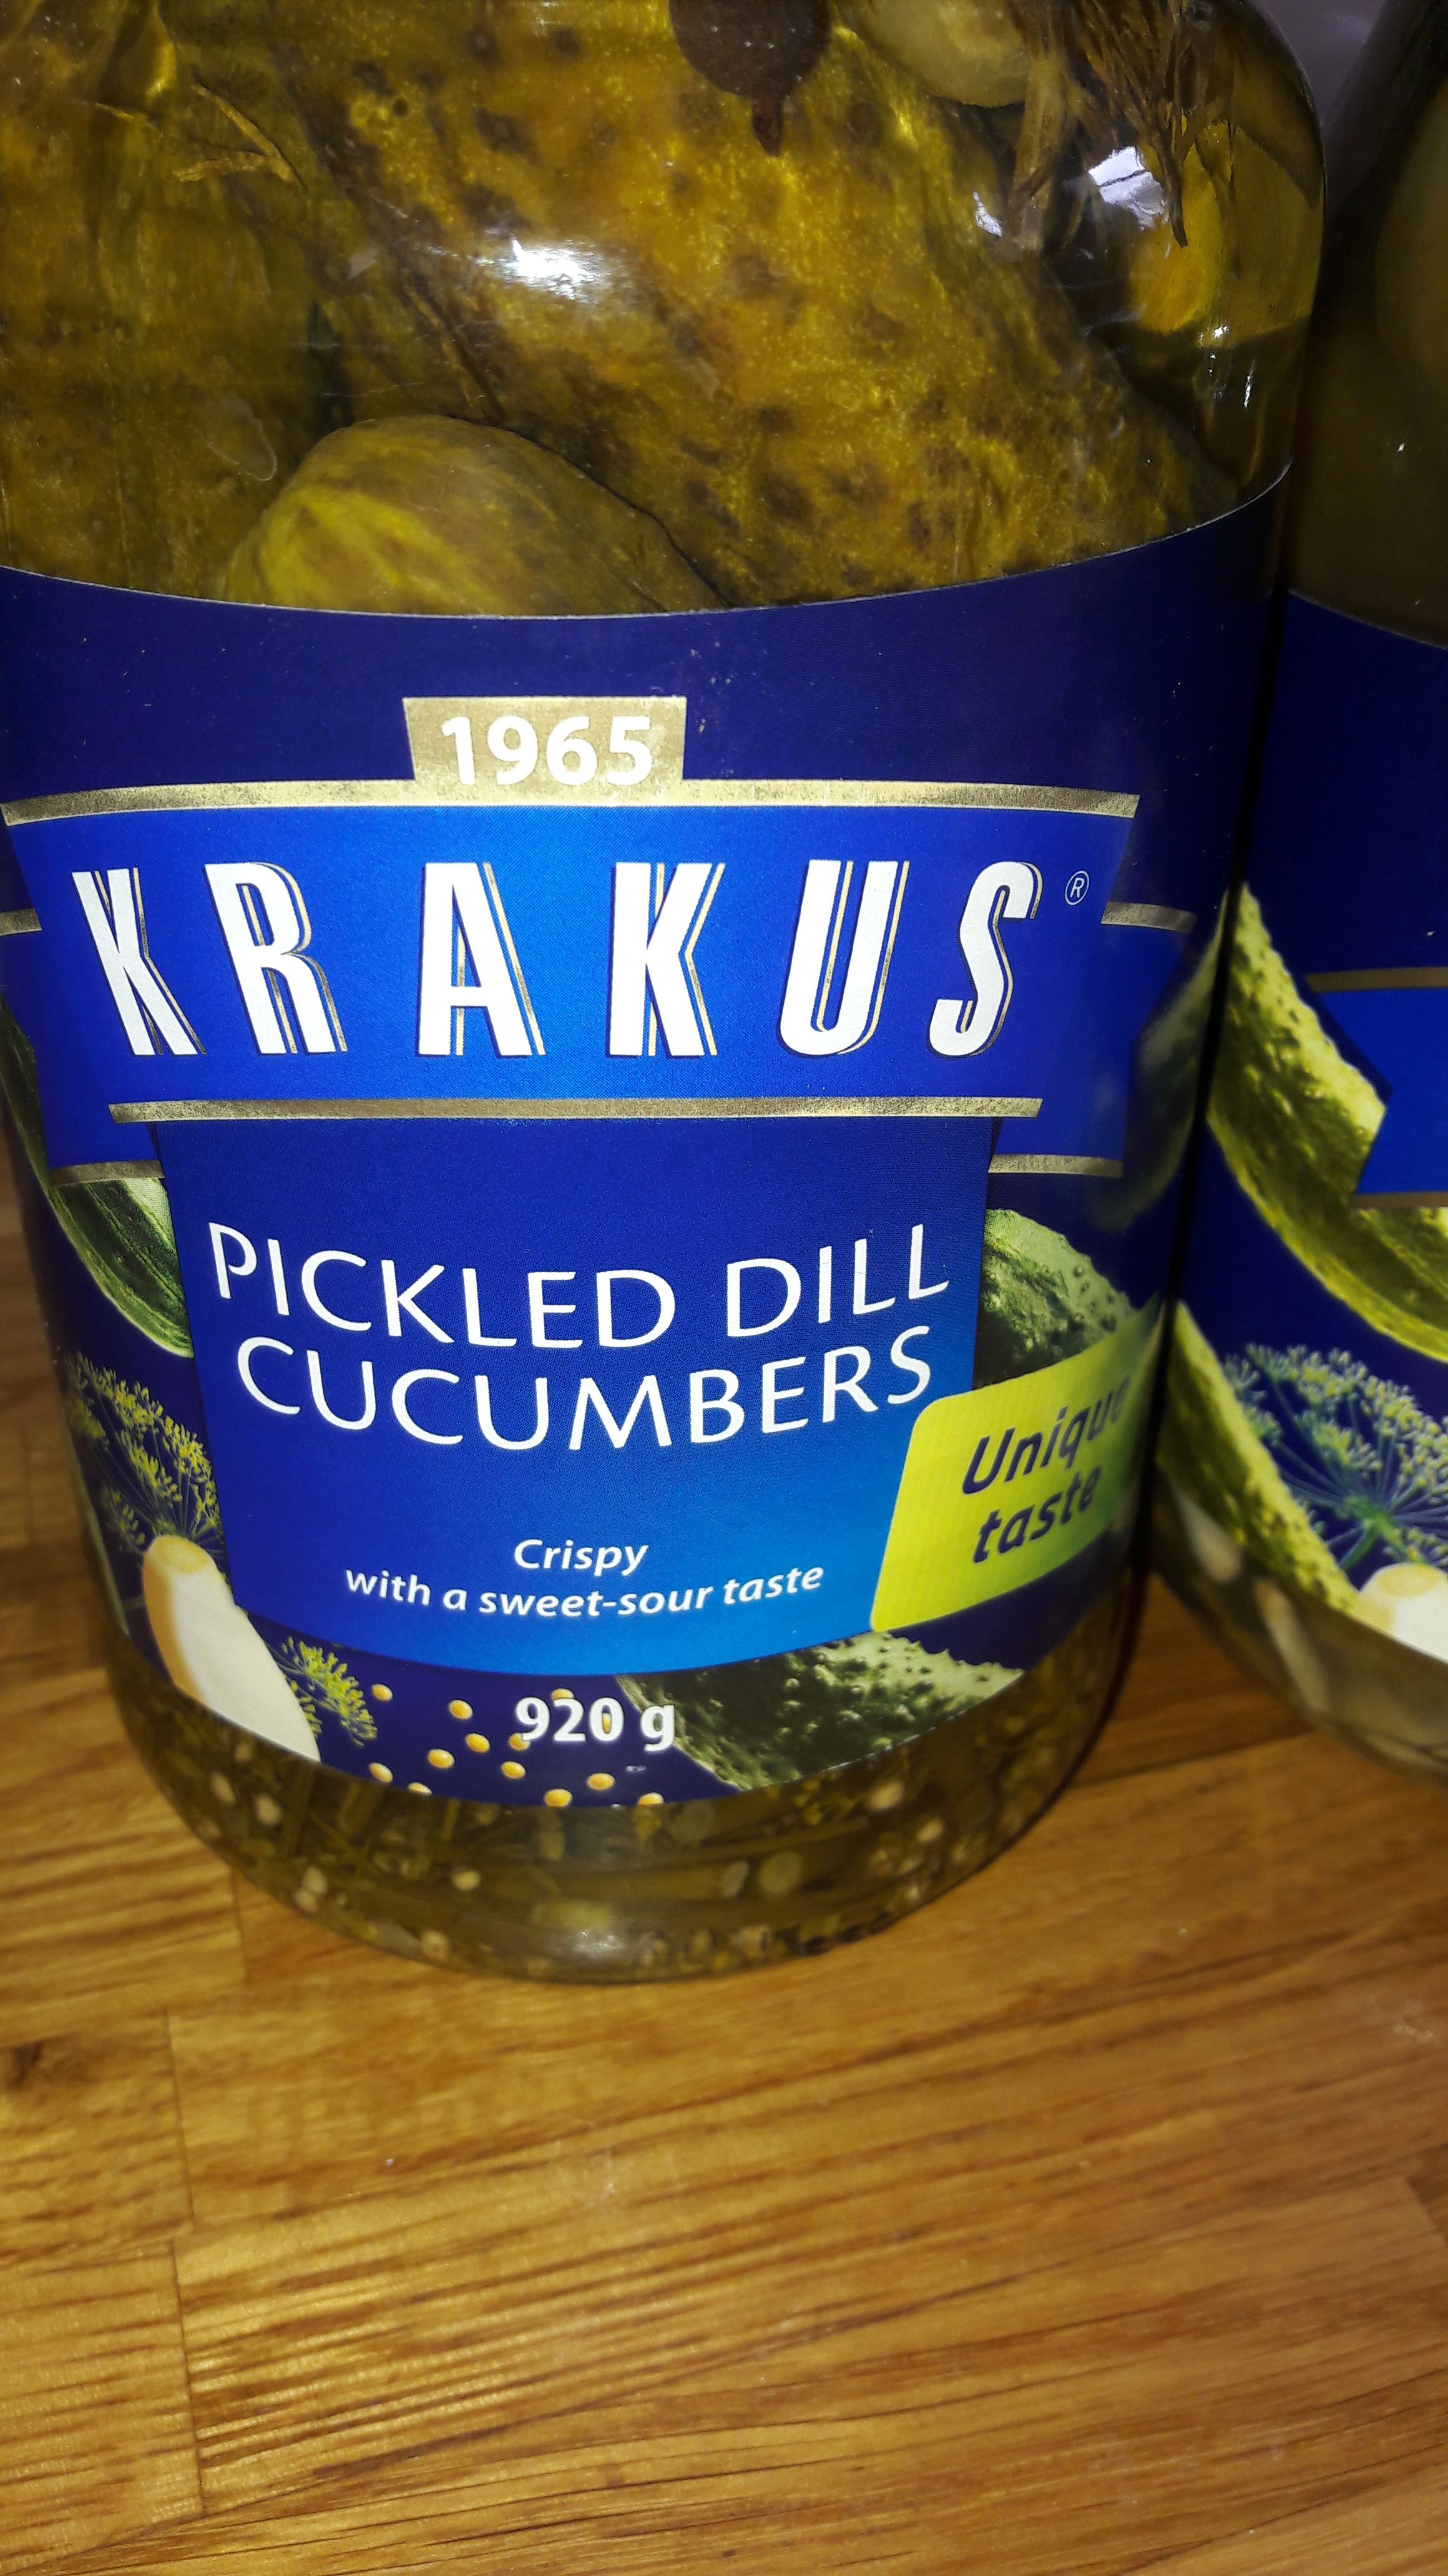 1965
KRAKUS®
PICKLED DILL
CUCUMBERS
Unique
taste
Crispy
with a sweet-sour taste
920 g